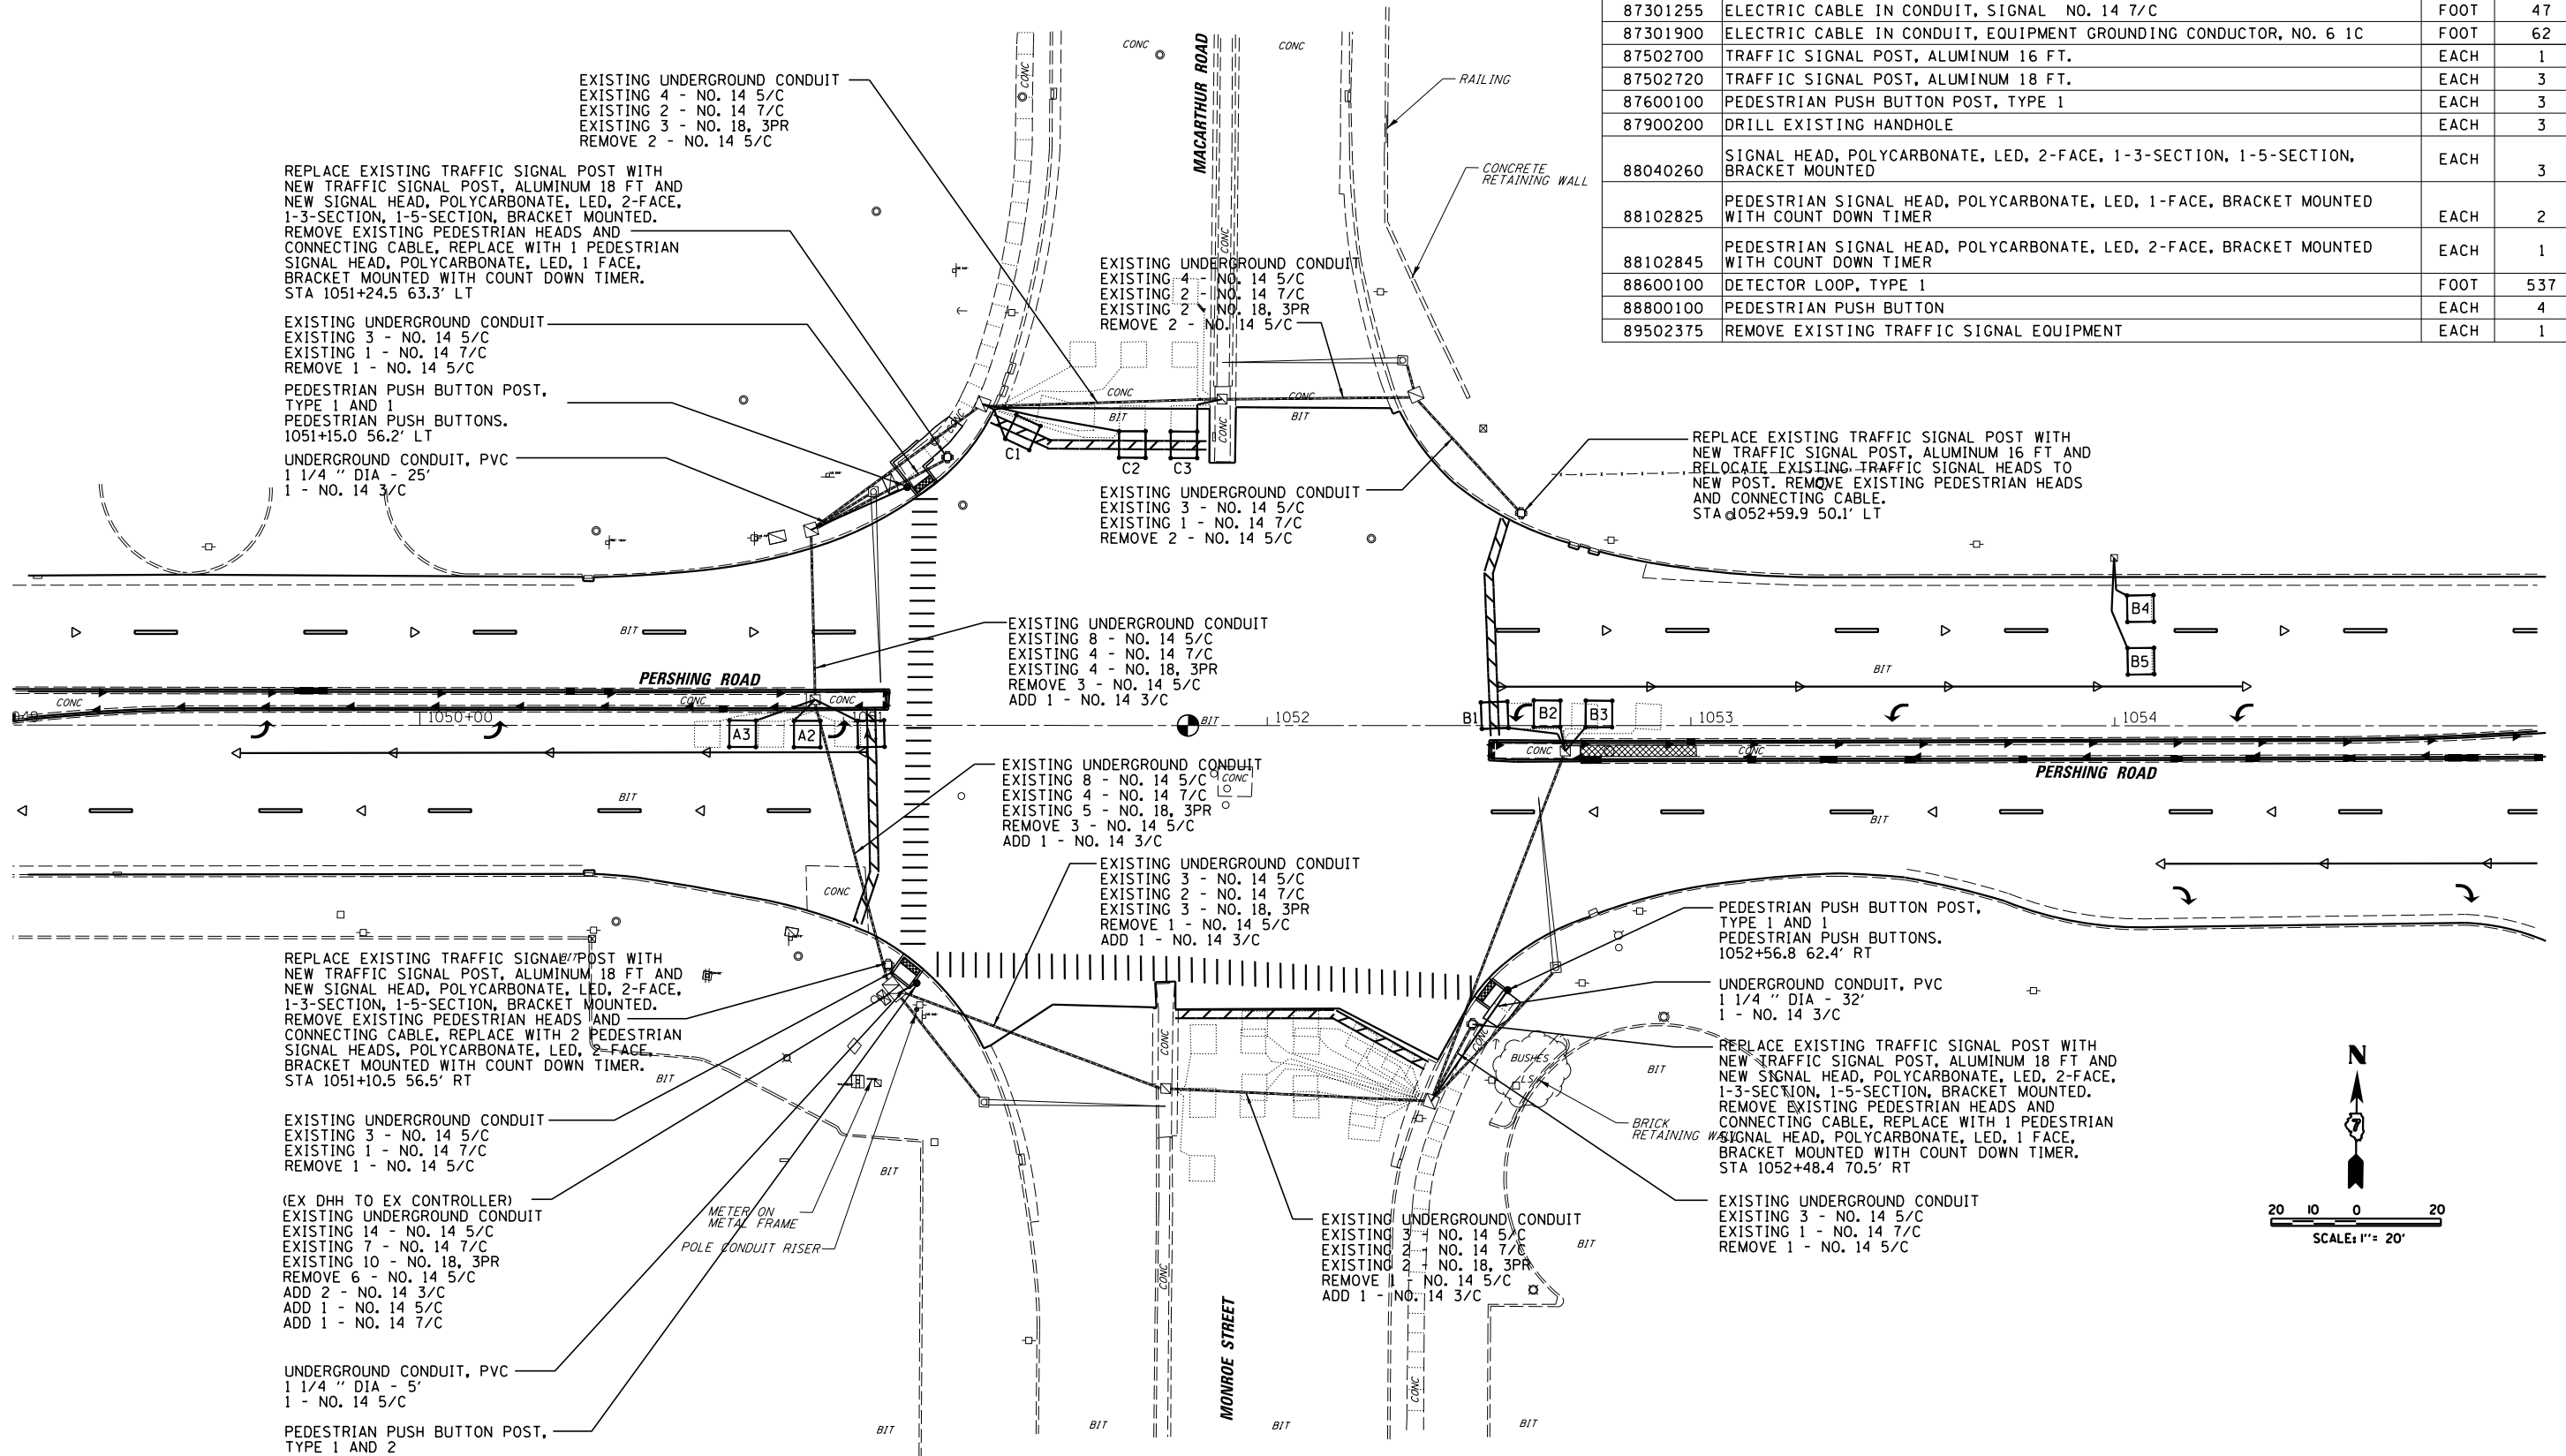 87301255 ELECTRIC CABLE IN CONDUIT, SIGNAL NO. 14 7/C FOOT 47
87301900 ELECTRIC CABLE IN CONDUIT, EQUIPMENT GROUNDING CONDUCTOR, NO. 6 1C FOOT 62
87502700 TRAFFIC SIGNAL POST, ALUMINUM 16 FT. EACH 1
87502720 TRAFFIC SIGNAL POST, ALUMINUM 18 FT. EACH 3
87600100 PEDESTRIAN PUSH BUTTON POST, TYPE 1 EACH 3
87900200 DRILL EXISTING HANDHOLE EACH 3
88040260 SIGNAL HEAD, POLYCARBONATE, LED, 2-FACE, 1-3-SECTION, 1-5-SECTION,
BRACKET MOUNTED EACH 3
88102825 PEDESTRIAN SIGNAL HEAD, POLYCARBONATE, LED, 1-FACE, BRACKET MOUNTED
WITH COUNT DOWN TIMER EACH 2
88102845 PEDESTRIAN SIGNAL HEAD, POLYCARBONATE, LED, 2-FACE, BRACKET MOUNTED
WITH COUNT DOWN TIMER EACH 1
88600100 DETECTOR LOOP, TYPE 1 FOOT 537
88800100 PEDESTRIAN PUSH BUTTON EACH 4
89502375 REMOVE EXISTING TRAFFIC SIGNAL EQUIPMENT EACH 1
EXISTING UNDERGROUND CONDUIT
EXISTING 4 - NO. 14 5/C
EXISTING 2 - NO. 14 7/C
EXISTING 3 - NO. 18, 3PR
REMOVE 2 - NO. 14 5/C
CONC
CONC
CONC
MACARTHUR ROAD
CONC
RAILING
CONCRETE
RETAINING WALL
REPLACE EXISTING TRAFFIC SIGNAL POST WITH
NEW TRAFFIC SIGNAL POST, ALUMINUM 18 FT AND
NEW SIGNAL HEAD, POLYCARBONATE, LED, 2-FACE,
1-3-SECTION, 1-5-SECTION, BRACKET MOUNTED.
REMOVE EXISTING PEDESTRIAN HEADS AND
CONNECTING CABLE, REPLACE WITH 1 PEDESTRIAN
SIGNAL HEAD, POLYCARBONATE, LED, 1 FACE,
BRACKET MOUNTED WITH COUNT DOWN TIMER.
STA 1051+24.5 63.3' LT
EXISTING UNDERGROUND CONDUIT
EXISTING 4 - NO. 14 5/C
EXISTING 2 - NO. 14 7/C
EXISTING 2 - NO. 18, 3PR
REMOVE 2 - NO. 14 5/C
EXISTING UNDERGROUND CONDUIT
EXISTING 3 - NO. 14 5/C
EXISTING 1 - NO. 14 7/C
REMOVE 1 - NO. 14 5/C
PEDESTRIAN PUSH BUTTON POST,
TYPE 1 AND 1
PEDESTRIAN PUSH BUTTONS.
1051+15.0 56.2' LT
UNDERGROUND CONDUIT, PVC
1 1/4 " DIA - 25'
1 - NO. 14 3/C
CONC
CONC
BIT
BIT
CONC
CONC
C1
C2
C3
EXISTING UNDERGROUND CONDUIT
EXISTING 3 - NO. 14 5/C
EXISTING 1 - NO. 14 7/C
REMOVE 2 - NO. 14 5/C
REPLACE EXISTING TRAFFIC SIGNAL POST WITH
NEW TRAFFIC SIGNAL POST, ALUMINUM 16 FT AND
RELOCATE EXISTING TRAFFIC SIGNAL HEADS TO
NEW POST. REMOVE EXISTING PEDESTRIAN HEADS
AND CONNECTING CABLE.
STA 1052+59.9 50.1' LT
EXISTING UNDERGROUND CONDUIT
EXISTING 8 - NO. 14 5/C
EXISTING 4 - NO. 14 7/C
EXISTING 4 - NO. 18, 3PR
REMOVE 3 - NO. 14 5/C
ADD 1 - NO. 14 3/C
B4
B5
BIT
BIT
PERSHING ROAD
CONC
CONC
CONC
1050+00
A3
A2
BIT
1052
B1
B2
B3
1053
1054
CONC
CONC
PERSHING ROAD
EXISTING UNDERGROUND CONDUIT
EXISTING 8 - NO. 14 5/C
EXISTING 4 - NO. 14 7/C
EXISTING 5 - NO. 18, 3PR
REMOVE 3 - NO. 14 5/C
ADD 1 - NO. 14 3/C
CONC
BIT
BIT
EXISTING UNDERGROUND CONDUIT
EXISTING 3 - NO. 14 5/C
EXISTING 2 - NO. 14 7/C
EXISTING 3 - NO. 18, 3PR
REMOVE 1 - NO. 14 5/C
ADD 1 - NO. 14 3/C
CONC
PEDESTRIAN PUSH BUTTON POST,
TYPE 1 AND 1
PEDESTRIAN PUSH BUTTONS.
1052+56.8 62.4' RT
UNDERGROUND CONDUIT, PVC
1 1/4 " DIA - 32'
1 - NO. 14 3/C
REPLACE EXISTING TRAFFIC SIGNAL POST WITH
NEW TRAFFIC SIGNAL POST, ALUMINUM 18 FT AND
NEW SIGNAL HEAD, POLYCARBONATE, LED, 2-FACE,
1-3-SECTION, 1-5-SECTION, BRACKET MOUNTED.
REMOVE EXISTING PEDESTRIAN HEADS AND
CONNECTING CABLE, REPLACE WITH 2 PEDESTRIAN
SIGNAL HEADS, POLYCARBONATE, LED, 2 FACE,
BRACKET MOUNTED WITH COUNT DOWN TIMER.
STA 1051+10.5 56.5' RT
BIT
BIT
REPLACE EXISTING TRAFFIC SIGNAL POST WITH
NEW TRAFFIC SIGNAL POST, ALUMINUM 18 FT AND
NEW SIGNAL HEAD, POLYCARBONATE, LED, 2-FACE,
1-3-SECTION, 1-5-SECTION, BRACKET MOUNTED.
REMOVE EXISTING PEDESTRIAN HEADS AND
CONNECTING CABLE, REPLACE WITH 1 PEDESTRIAN
SIGNAL HEAD, POLYCARBONATE, LED, 1 FACE,
BRACKET MOUNTED WITH COUNT DOWN TIMER.
STA 1052+48.4 70.5' RT
CONC
CONC
BUSHES
LS
BIT
BRICK
RETAINING WALL
EXISTING UNDERGROUND CONDUIT
EXISTING 3 - NO. 14 5/C
EXISTING 1 - NO. 14 7/C
REMOVE 1 - NO. 14 5/C
BIT
(EX DHH TO EX CONTROLLER)
EXISTING UNDERGROUND CONDUIT
EXISTING 14 - NO. 14 5/C
EXISTING 7 - NO. 14 7/C
EXISTING 10 - NO. 18, 3PR
REMOVE 6 - NO. 14 5/C
ADD 2 - NO. 14 3/C
ADD 1 - NO. 14 5/C
ADD 1 - NO. 14 7/C
METER ON
METAL FRAME
POLE CONDUIT RISER
EXISTING UNDERGROUND CONDUIT
EXISTING 3 - NO. 14 5/C
EXISTING 2 - NO. 14 7/C
EXISTING 2 - NO. 18, 3PR
REMOVE 1 - NO. 14 5/C
ADD 1 - NO. 14 3/C
BIT
EXISTING UNDERGROUND CONDUIT
EXISTING 3 - NO. 14 5/C
EXISTING 1 - NO. 14 7/C
REMOVE 1 - NO. 14 5/C
N
7
20 10 0 20
SCALE: 1"= 20'
CONC
MONROE STREET
CONC
UNDERGROUND CONDUIT, PVC
1 1/4 " DIA - 5'
1 - NO. 14 5/C
PEDESTRIAN PUSH BUTTON POST,
TYPE 1 AND 2
BIT
BIT
BIT
BIT